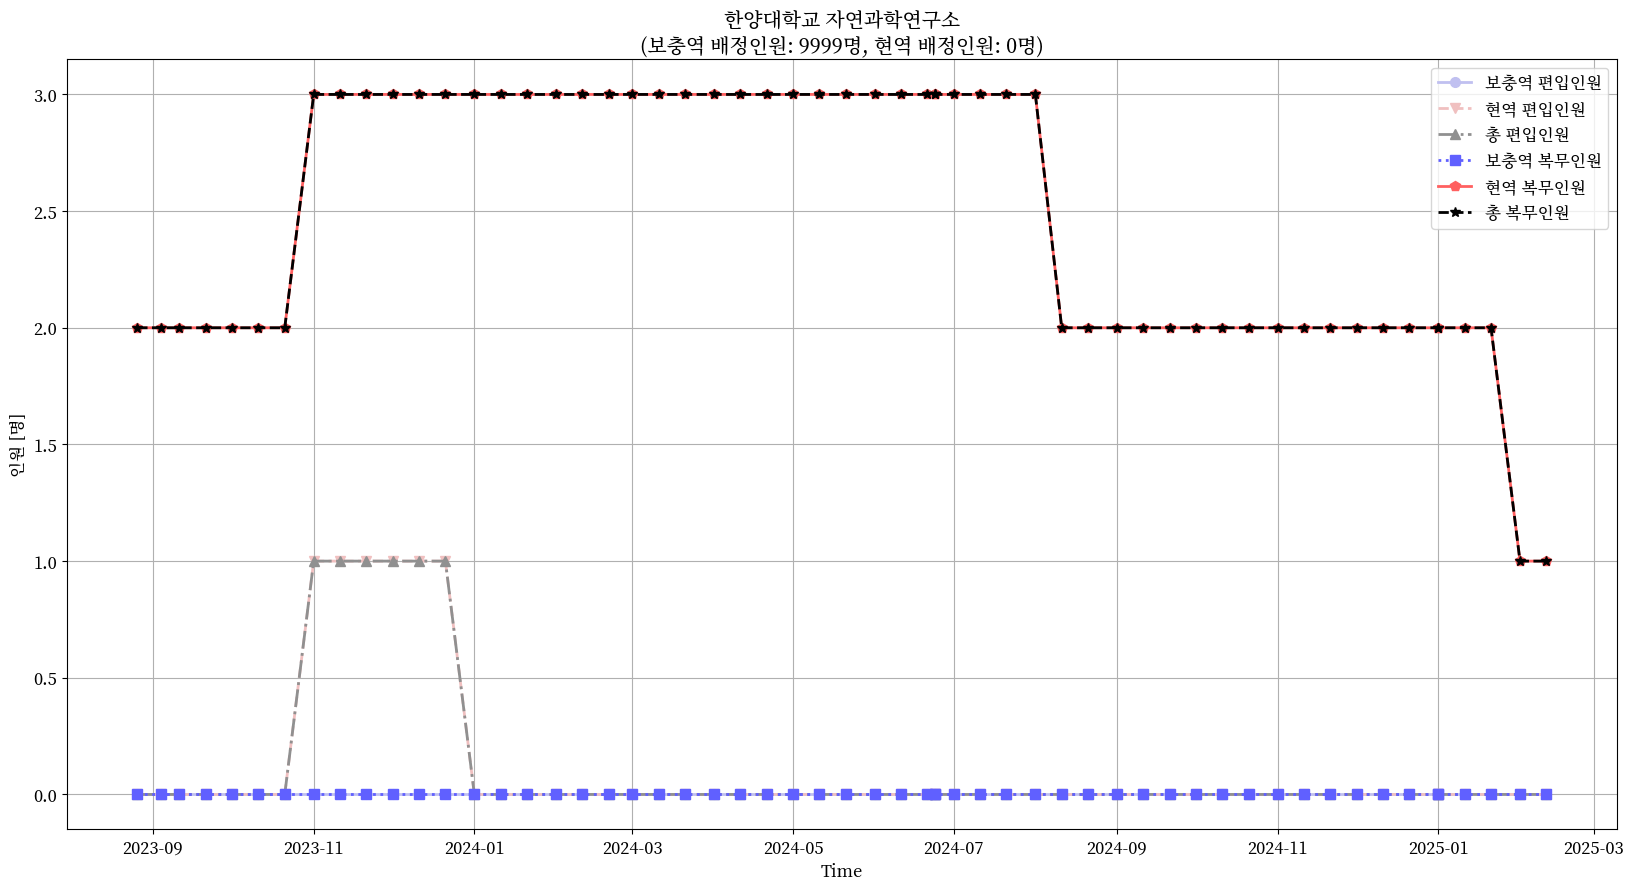 한양대학교 자연과학연구소
(보충역 배정인원: 9999명, 현역 배정인원: 0명)
보충역 편입인원
현역 편입인원
총 편입인원
보충역 복무인원
현역 복무인원
총 복무인원
3.0
2.5
2.0
1.5
1.0
0.5
0.0
인원 [명]
2023-09
2023-11
2024-01
2024-03
2024-05
2024-07
2024-09
2024-11
2025-01
2025-03
Time